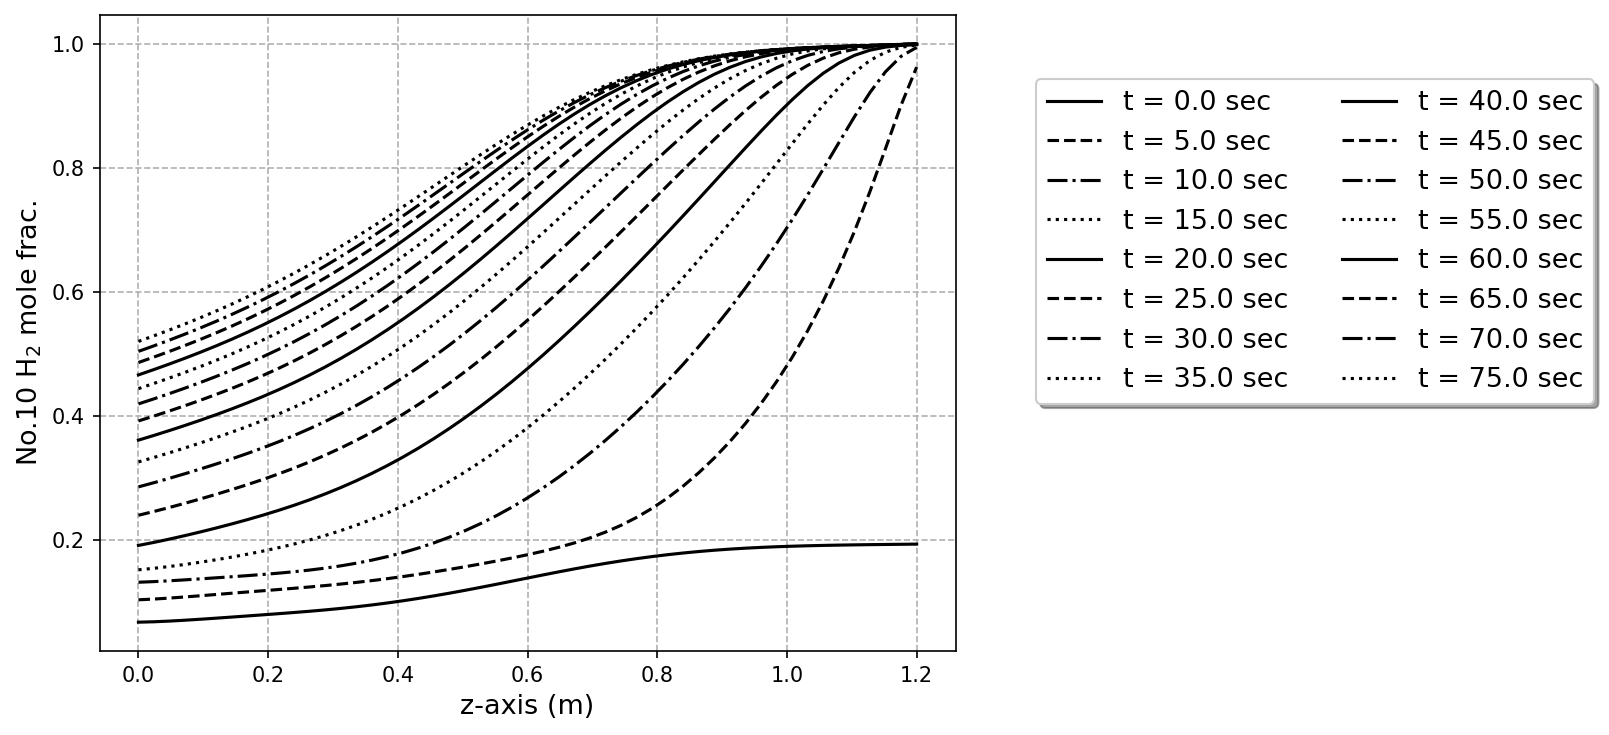 No.10 H₂ mole frac.
1.0
0.8
0.6
0.4
0.2
0.0 0.2 0.4 0.6 0.8 1.0 1.2
z-axis (m)
t = 0.0 sec
t = 5.0 sec
t = 10.0 sec
t = 15.0 sec
t = 20.0 sec
t = 25.0 sec
t = 30.0 sec
t = 35.0 sec
t = 40.0 sec
t = 45.0 sec
t = 50.0 sec
t = 55.0 sec
t = 60.0 sec
t = 65.0 sec
t = 70.0 sec
t = 75.0 sec